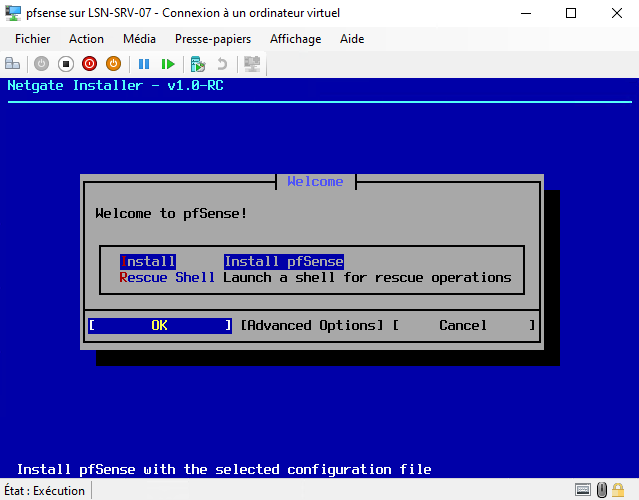 pfsense sur LSN-SRV-07 - Connexion à un ordinateur virtuel
Fichier Action Média Presse-papiers Affichage Aide
Netgate Installer - v1.0-RC
Welcome
Welcome to pfSense!
Install Install pfSense
Rescue Shell Launch a shell for rescue operations
[ OK ] [Advanced Options] [ Cancel ]
Install pfSense with the selected configuration file
État : Exécution